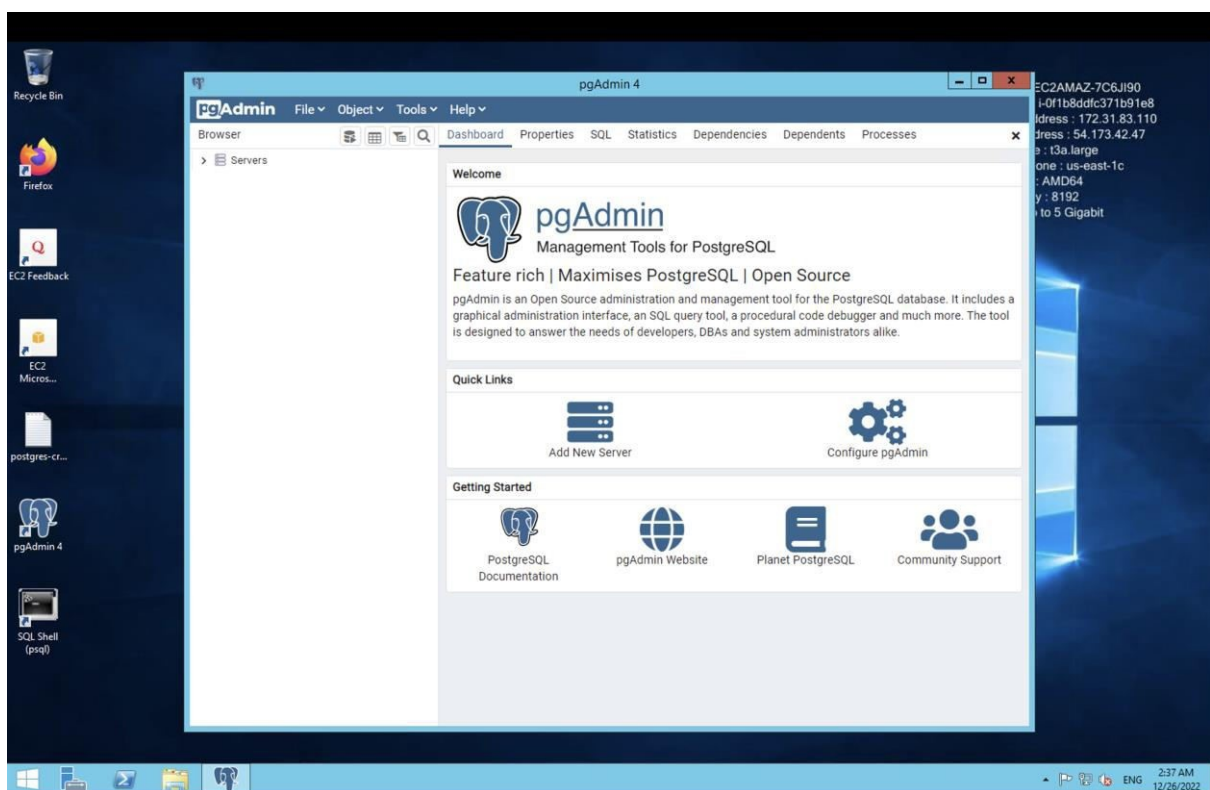 Recycle Bin
Firefox
EC2 Feedback
EC2
Micros...
postgres-cr...
pgAdmin 4
SQL Shell
(psql)
pgAdmin 4
pgAdmin File Object Tools Help
Browser
Servers
Dashboard Properties SQL Statistics Dependencies Dependents Processes
Welcome
pgAdmin
Management Tools for PostgreSQL
Feature rich | Maximises PostgreSQL | Open Source
pgAdmin is an Open Source administration and management tool for the PostgreSQL database. It includes a
graphical administration interface, an SQL query tool, a procedural code debugger and much more. The tool
is designed to answer the needs of developers, DBAs and system administrators alike.
Quick Links
Add New Server
Configure pgAdmin
Getting Started
PostgreSQL
Documentation
pgAdmin Website
Planet PostgreSQL
Community Support
EC2AMAZ-7C6JI90
i-0f1b8ddfc371b91e8
ddress : 172.31.83.110
dress : 54.173.42.47
e : t3a.large
one : us-east-1c
: AMD64
y : 8192
to 5 Gigabit
ENG
2:37 AM
12/26/2022